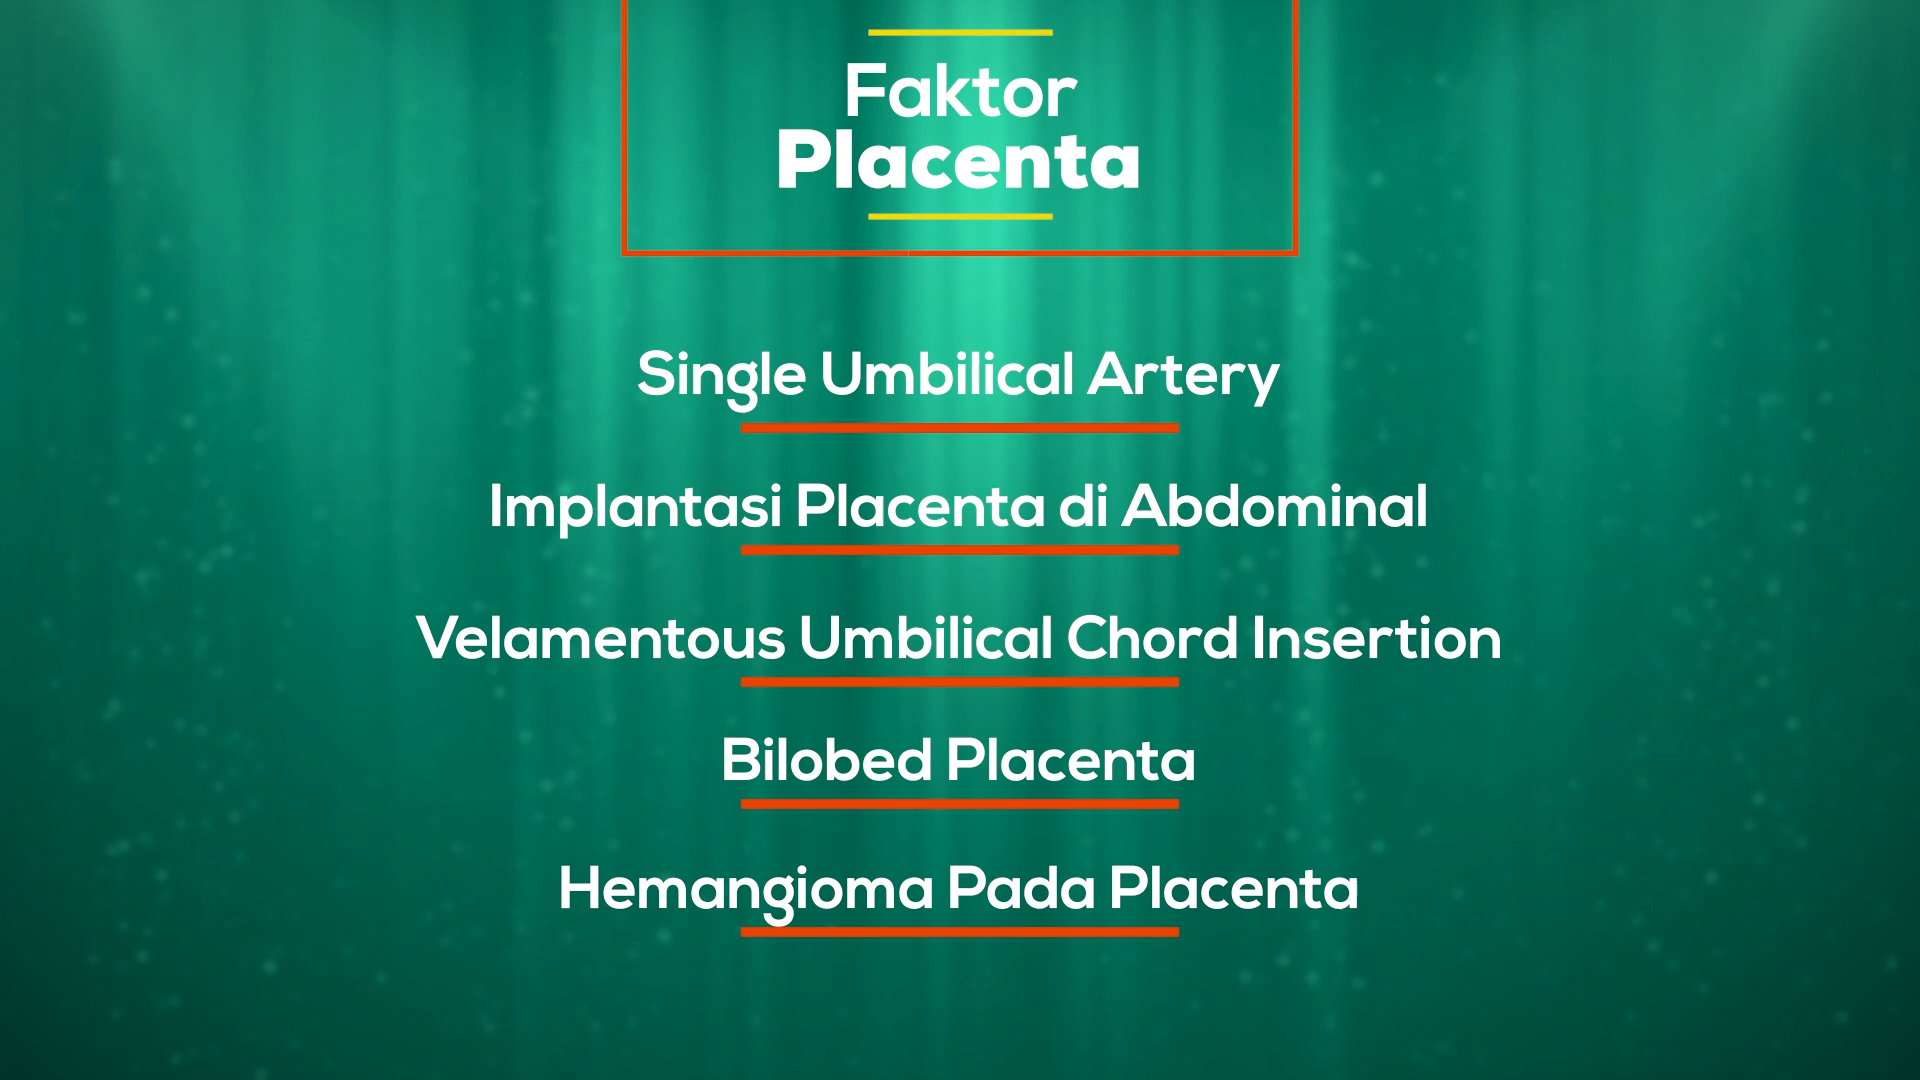 Faktor
Placenta
Single Umbilical Artery
Implantasi Placenta di Abdominal
Velamentous Umbilical Chord Insertion
Bilobed Placenta
Hemangioma Pada Placenta